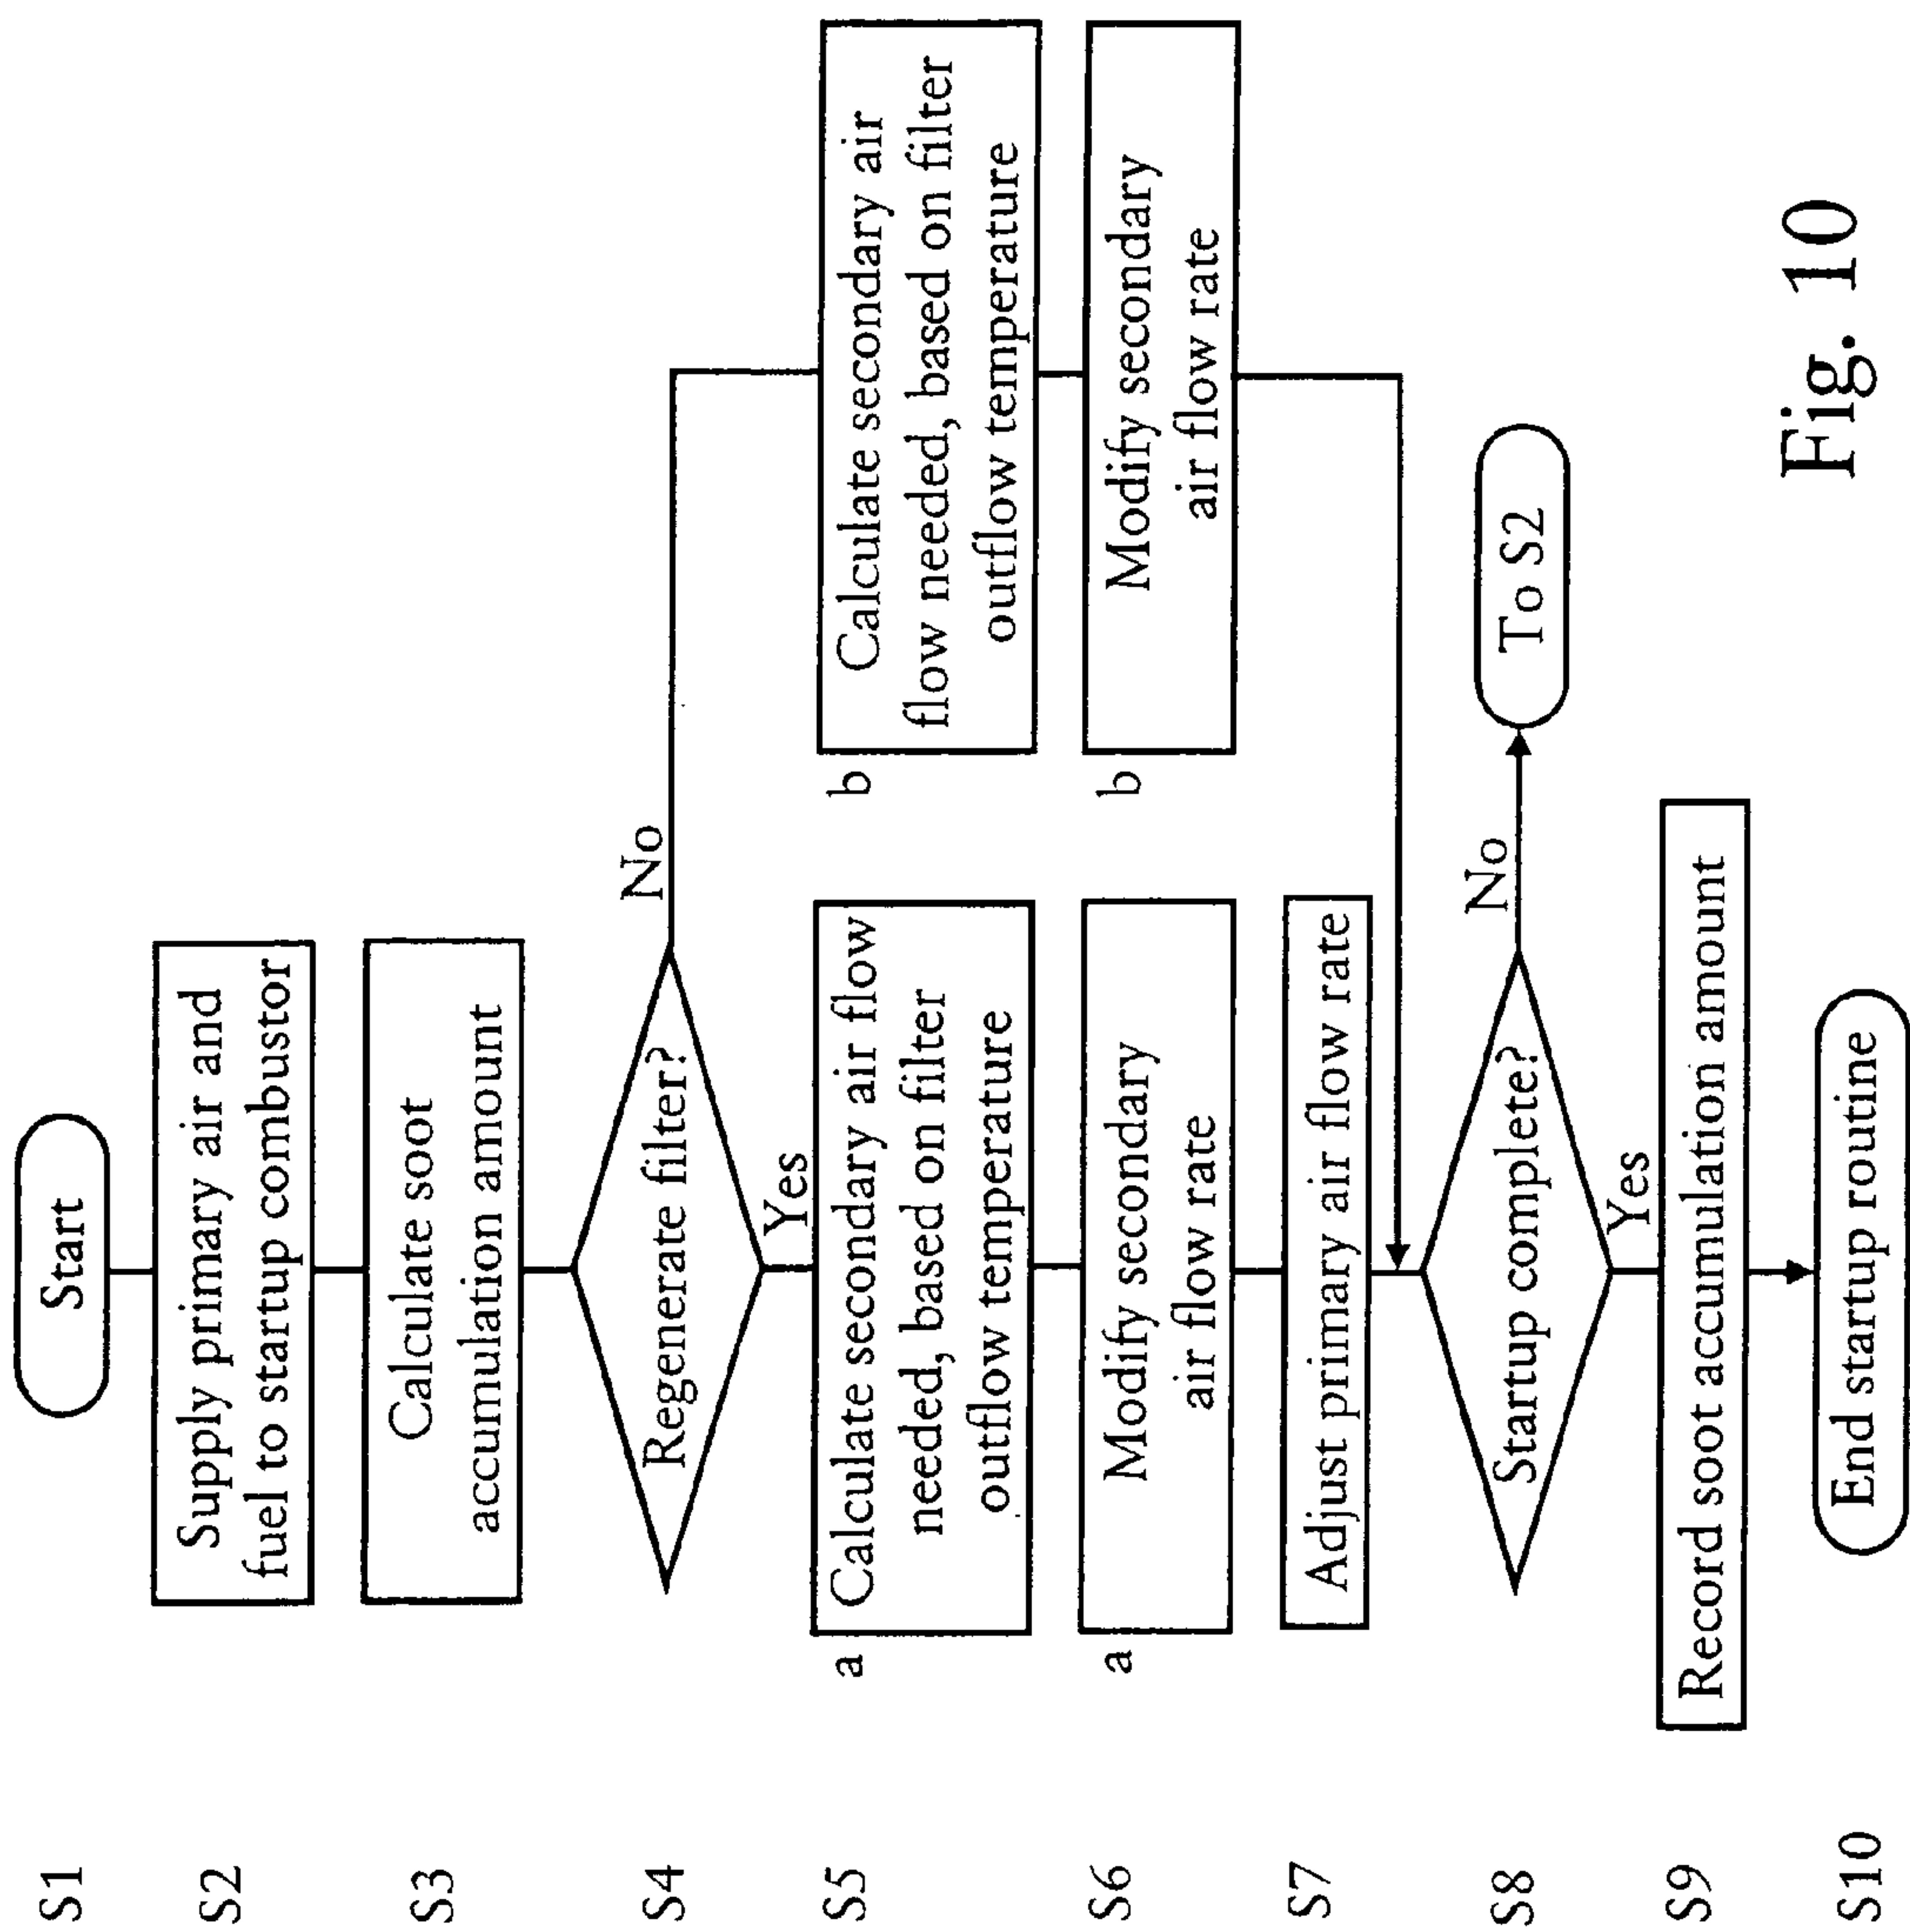 S1
Start
S2
Supply primary air and
fuel to startup combustor
S3
Calculate soot
accumulation amount
S4
Regenerate filter?
No
Yes
S5
a
Calculate secondary air flow
needed, based on filter
outflow temperature
b
Calculate secondary air
flow needed, based on filter
outflow temperature
S6
a
Modify secondary
air flow rate
b
Modify secondary
air flow rate
S7
Adjust primary air flow rate
S8
Startup complete?
No
To S2
Yes
S9
Record soot accumulation amount
S10
End startup routine
Fig. 10